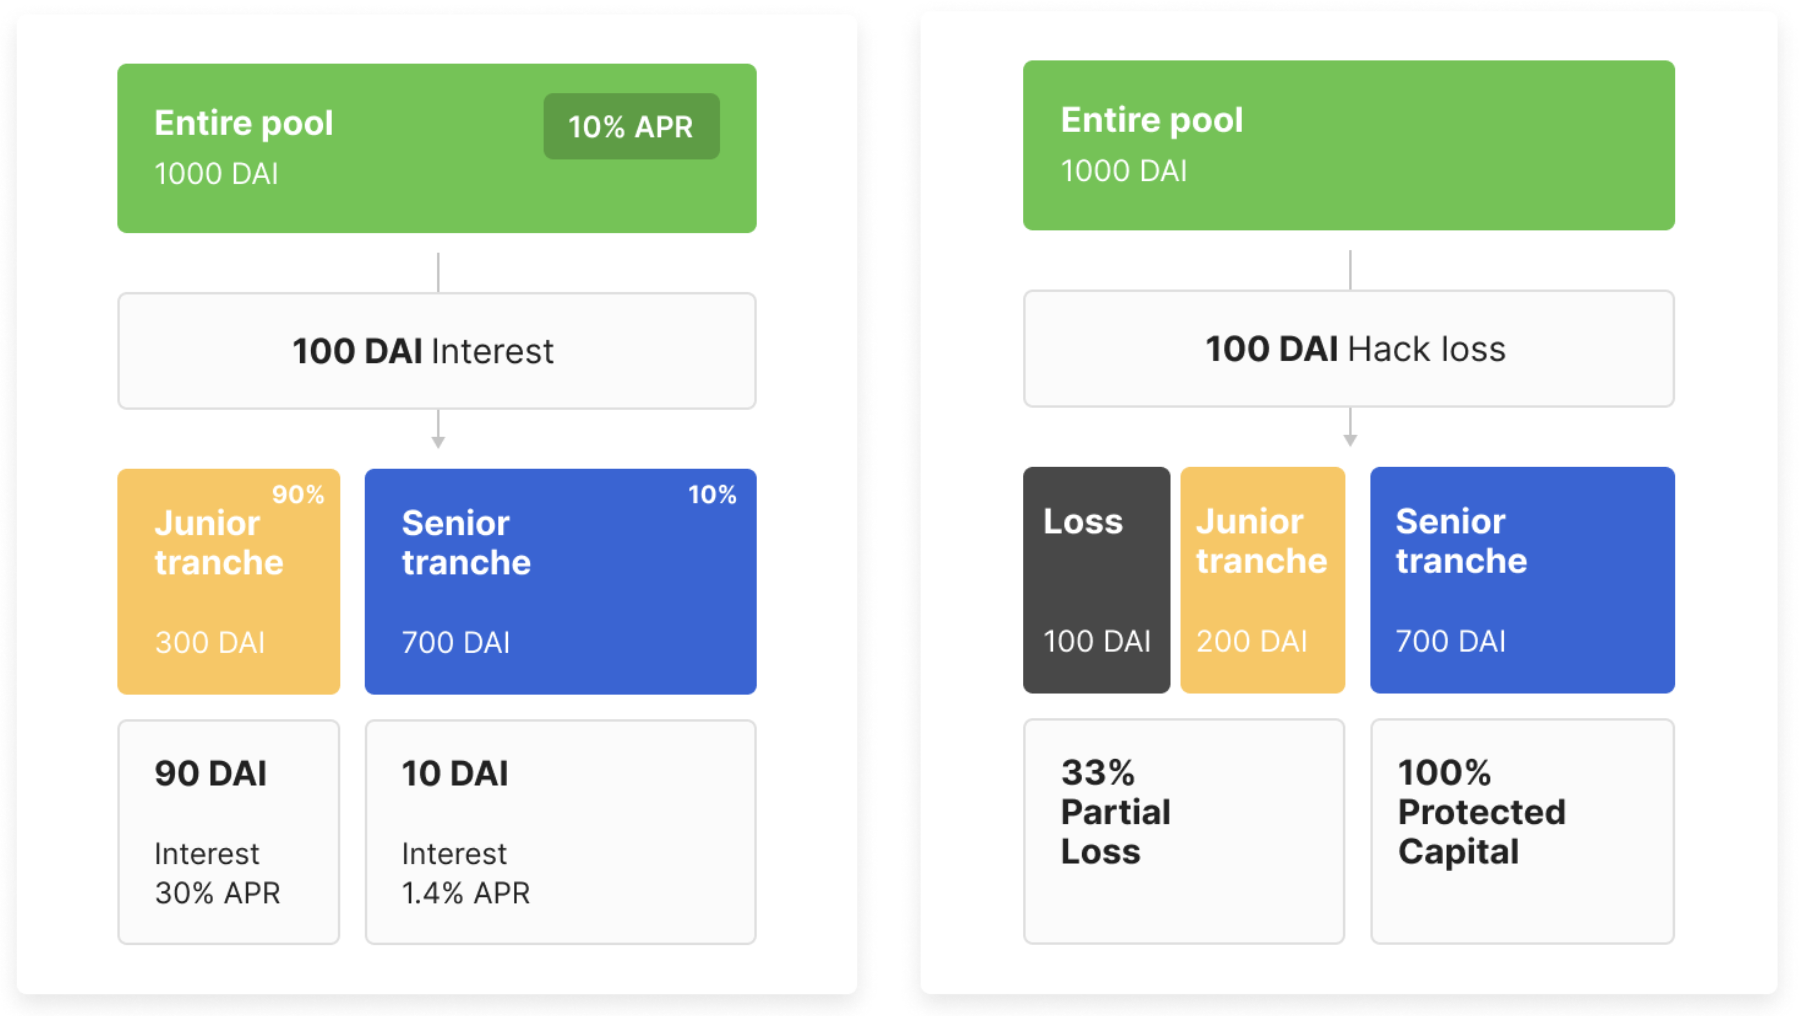 Entire pool
10% APR
1000 DAI
100 DAI Interest
90%
Junior
tranche
300 DAI
10%
Senior
tranche
700 DAI
90 DAI
Interest
30% APR
10 DAI
Interest
1.4% APR
Entire pool
1000 DAI
100 DAI Hack loss
Loss
100 DAI
Junior
tranche
200 DAI
Senior
tranche
700 DAI
33%
Partial
Loss
100%
Protected
Capital